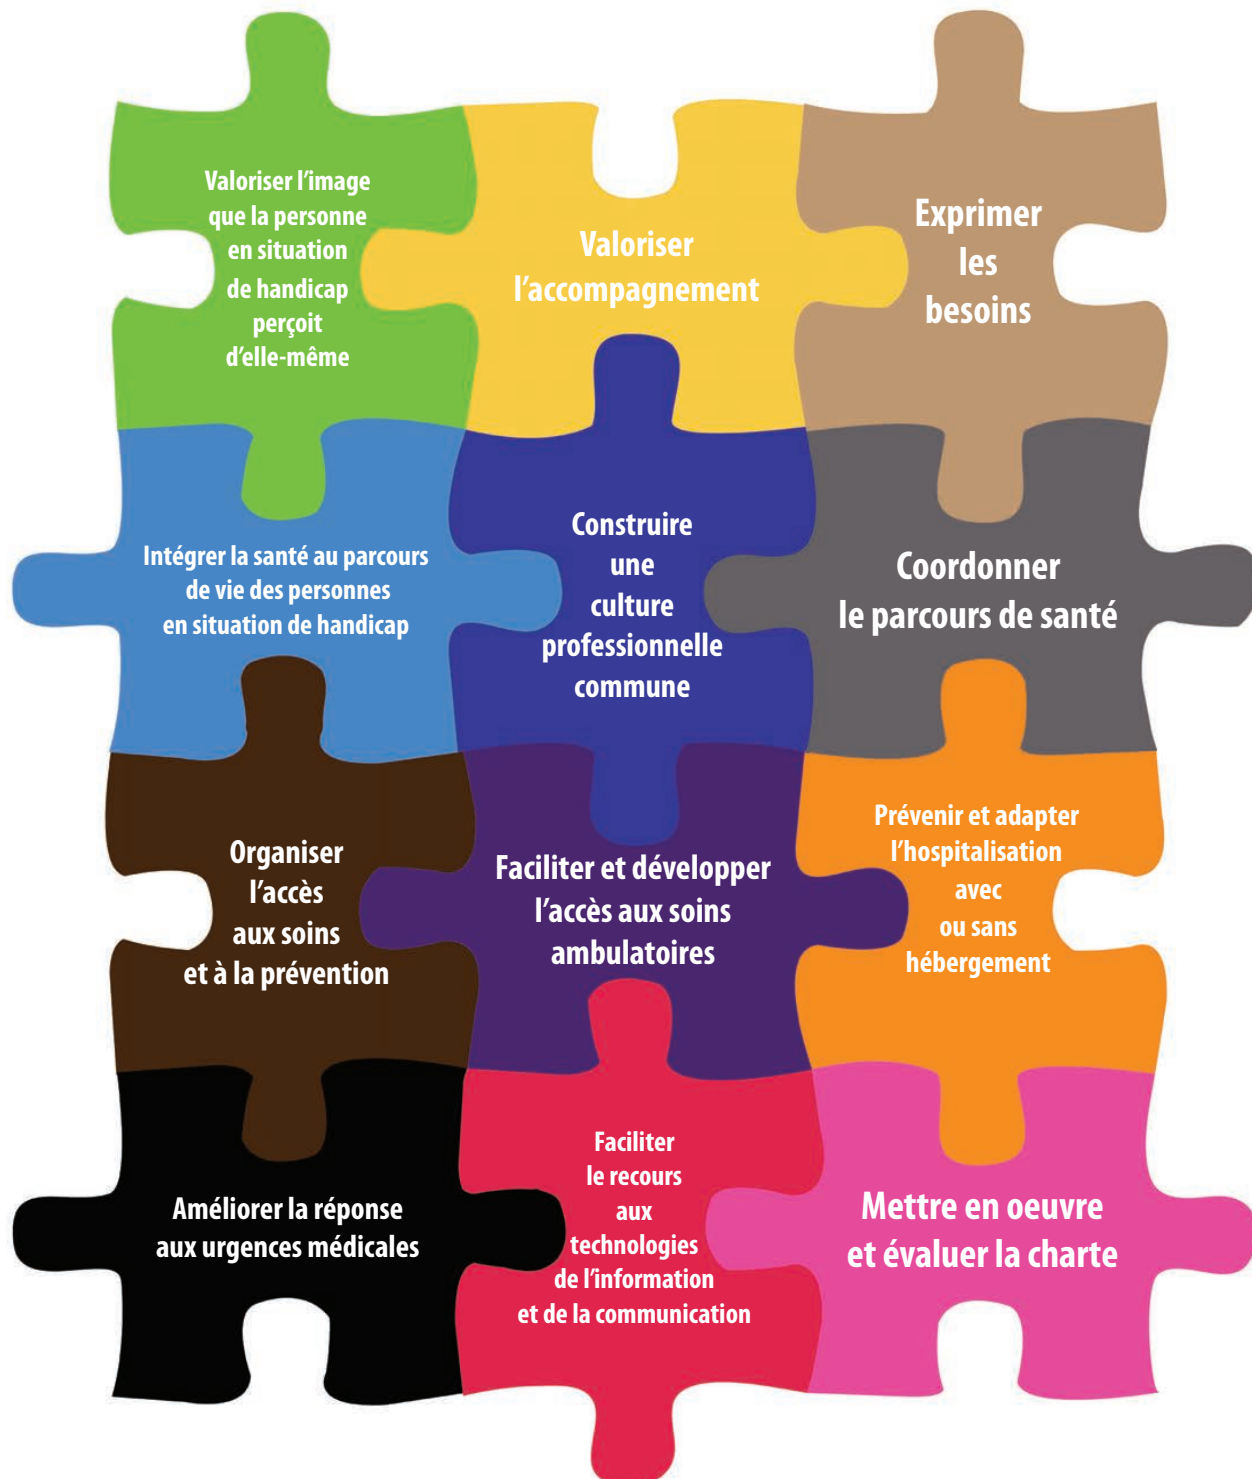 Valoriser l'image
que la personne
en situation
de handicap
perçoit
d'elle-même
Valoriser
l'accompagnement
Exprimer
les
besoins
Intégrer la santé au parcours
de vie des personnes
en situation de handicap
Construire
une
culture
professionnelle
commune
Coordonner
le parcours de santé
Organiser
l'accès
aux soins
et à la prévention
Faciliter et développer
l'accès aux soins
ambulatoires
Prévenir et adapter
l'hospitalisation
avec
ou sans
hébergement
Améliorer la réponse
aux urgences médicales
Faciliter
le recours
aux
technologies
de l'information
et de la communication
Mettre en oeuvre
et évaluer la charte